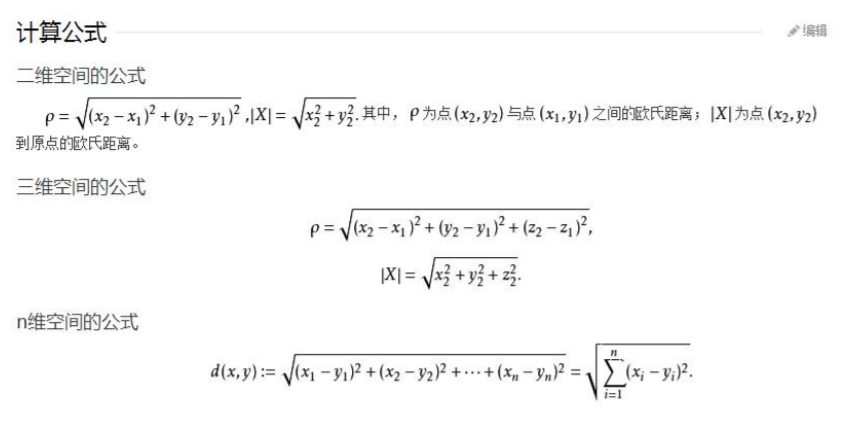 计算公式
编辑
二维空间的公式
ρ = √((x₂ − x₁)² + (y₂ − y₁)²) ,|X| = √(x₂² + y₂²). 其中， ρ 为点 (x₂, y₂) 与点 (x₁, y₁) 之间的欧氏距离；|X| 为点 (x₂, y₂)
到原点的欧氏距离。
三维空间的公式
ρ = √((x₂ − x₁)² + (y₂ − y₁)² + (z₂ − z₁)²),
|X| = √(x₂² + y₂² + z₂²).
n维空间的公式
d(x, y) := √((x₁ − y₁)² + (x₂ − y₂)² + ⋯ + (xₙ − yₙ)²) = √(∑ᵢ₌₁ⁿ (xᵢ − yᵢ)²).